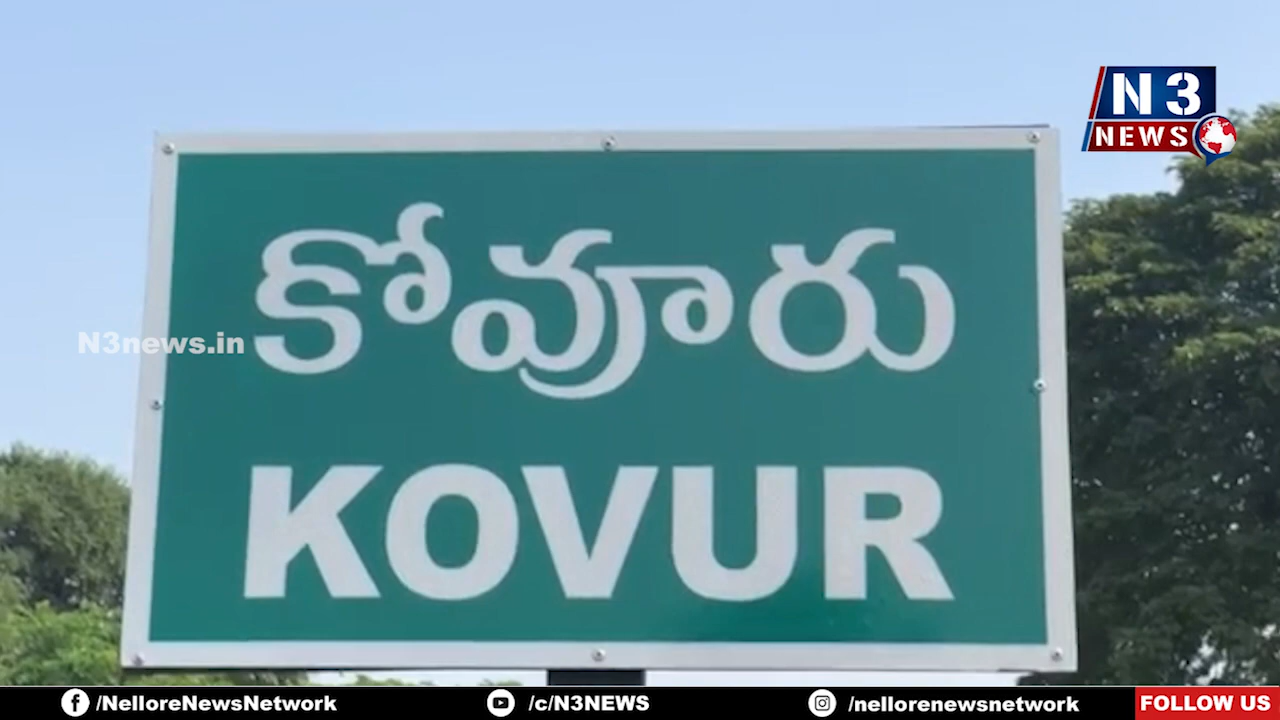 N3
NEWS
కోవూరు
N3news.in
KOVUR
/NelloreNewsNetwork
/c/N3NEWS
/nellorenewsnetwork
FOLLOW US